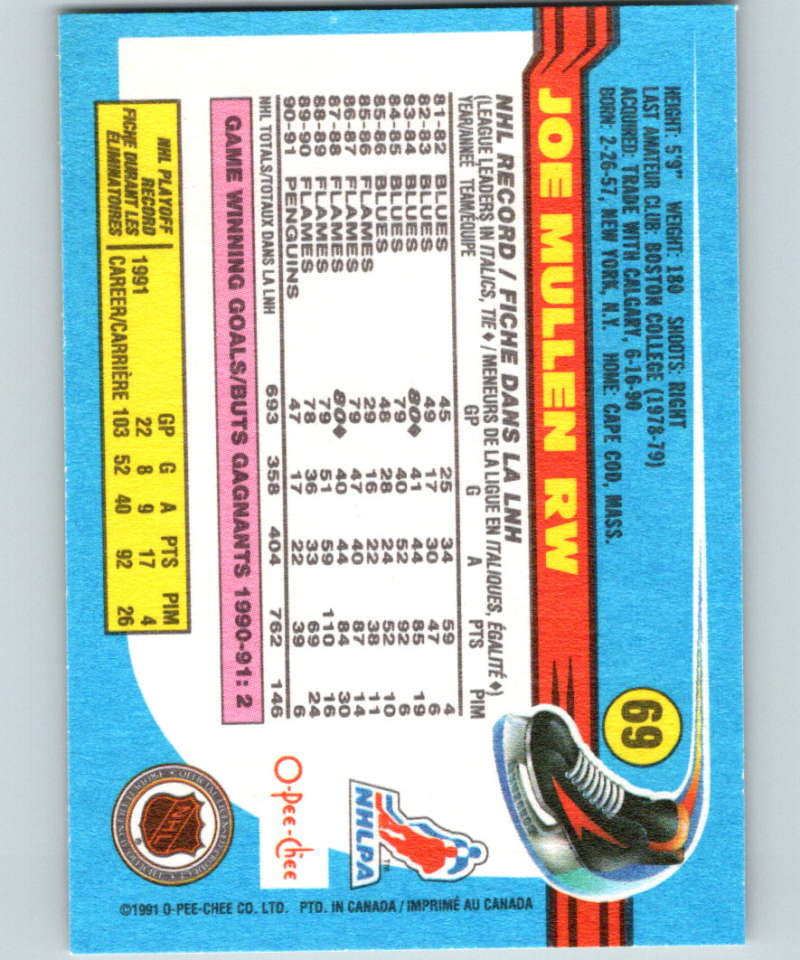 HEIGHT: 5'9" WEIGHT: 180 SHOOTS: RIGHT
LAST AMATEUR CLUB: BOSTON COLLEGE (1978-79)
ACQUIRED: TRADE WITH CALGARY, 6-16-90
BORN: 2-26-57, NEW YORK, N.Y. HOME: CAPE COD, MASS.
69
JOE MULLEN RW
NHL RECORD / FICHE DANS LA LNH
(LEAGUE LEADERS IN ITALICS, TIE ♦ / MENEURS DE LA LIGUE EN ITALIQUES, ÉGALITÉ ♦)
YEAR/ANNÉE TEAM/ÉQUIPE GP G A PTS PIM
81-82 BLUES 45 25 34 59 4
82-83 BLUES 49 17 30 47 6
83-84 BLUES 80♦ 41 44 85 19
84-85 BLUES 79 40 52 92 6
85-86 BLUES 48 28 24 52 10
85-86 FLAMES 29 16 22 38 11
86-87 FLAMES 79 47 40 87 14
87-88 FLAMES 80♦ 40 44 84 30
88-89 FLAMES 79 51 59 110 16
89-90 FLAMES 78 36 33 69 24
90-91 PENGUINS 47 17 22 39 6
NHL TOTALS/TOTAUX DANS LA LNH 693 358 404 762 146
GAME WINNING GOALS/BUTS GAGNANTS 1990-91: 2
NHL PLAYOFF
RECORD
FICHE DURANT LES
ÉLIMINATOIRES
GP G A PTS PIM
1991 22 8 9 17 4
CAREER/CARRIÈRE 103 52 40 92 26
NHLPA
TM
O-Pee-Chee
NHL
©1991 O-PEE-CHEE CO. LTD. PTD. IN CANADA / IMPRIMÉ AU CANADA